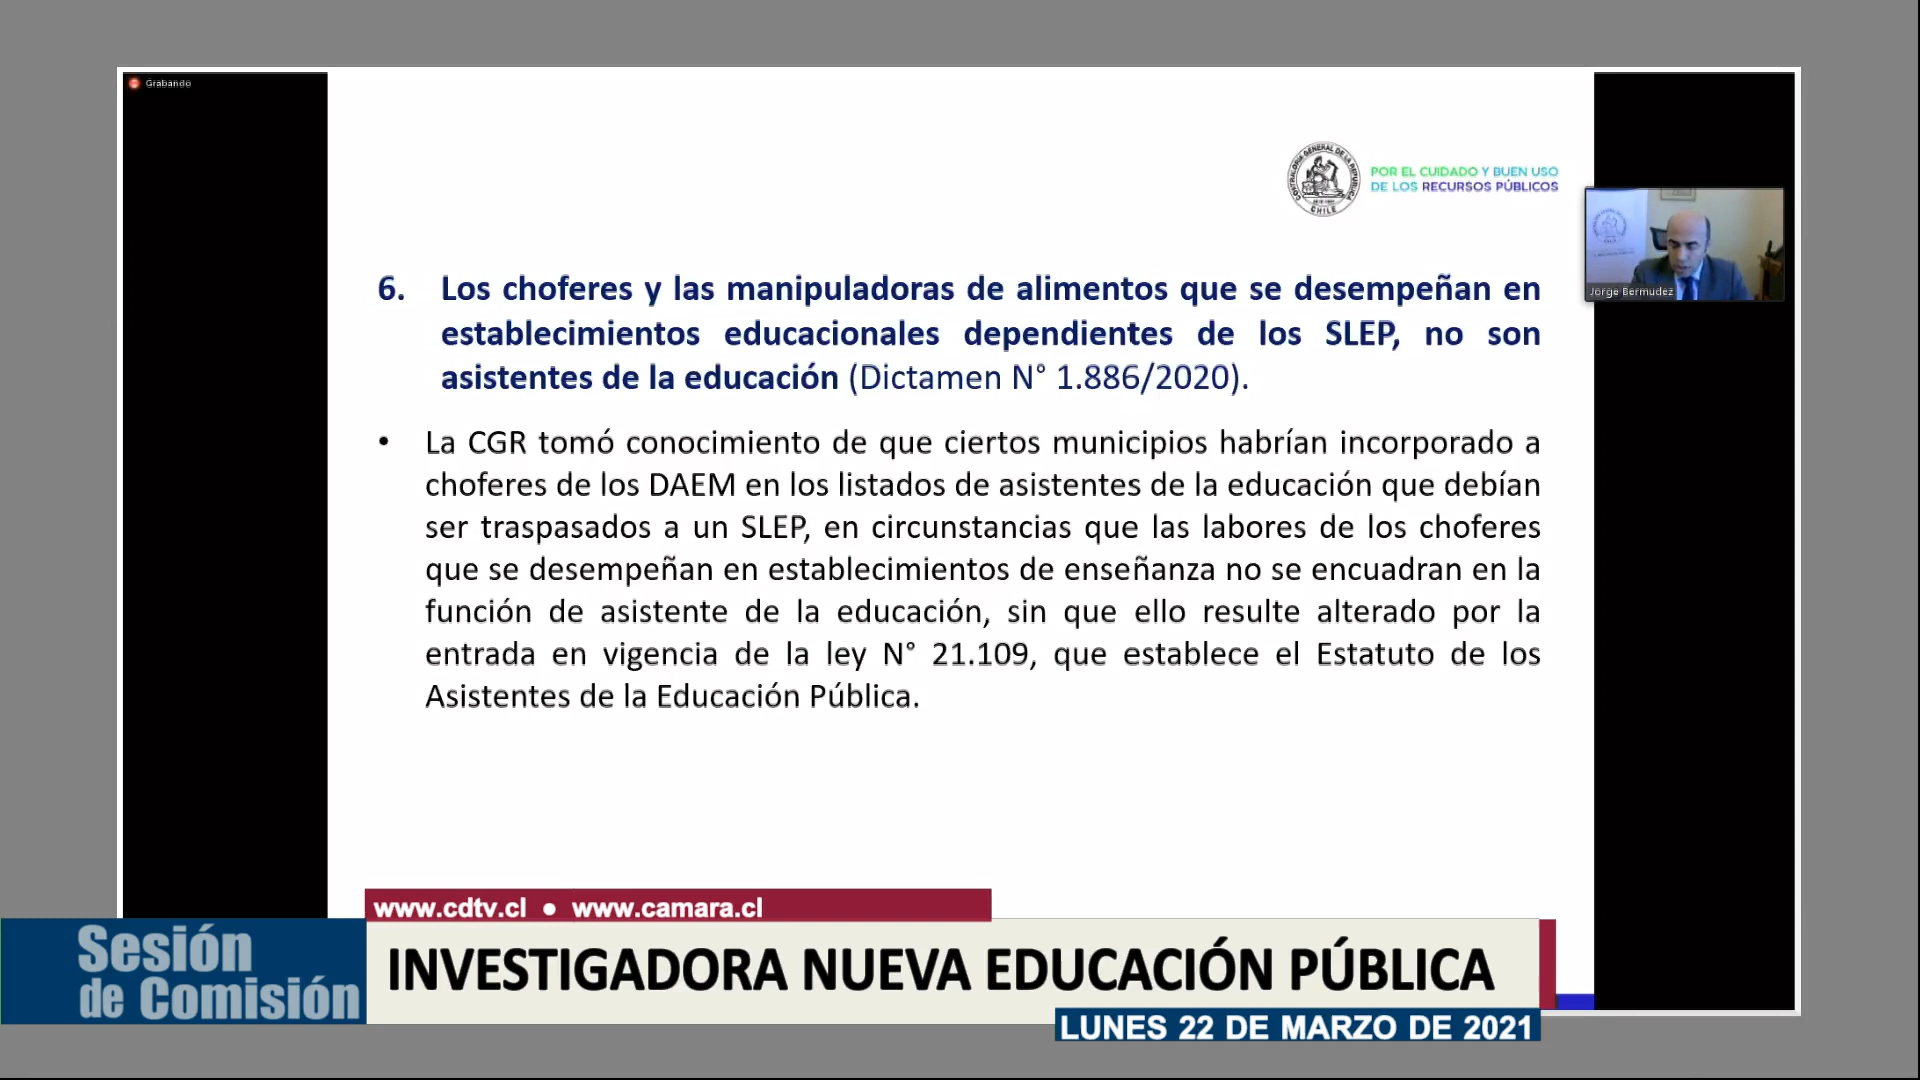 Grabando
CONTRALORÍA GENERAL DE LA REPÚBLICA
CHILE
POR EL CUIDADO Y BUEN USO
DE LOS RECURSOS PÚBLICOS
Jorge Bermudez
6. Los choferes y las manipuladoras de alimentos que se desempeñan en
establecimientos educacionales dependientes de los SLEP, no son
asistentes de la educación (Dictamen N° 1.886/2020).
• La CGR tomó conocimiento de que ciertos municipios habrían incorporado a
choferes de los DAEM en los listados de asistentes de la educación que debían
ser traspasados a un SLEP, en circunstancias que las labores de los choferes
que se desempeñan en establecimientos de enseñanza no se encuadran en la
función de asistente de la educación, sin que ello resulte alterado por la
entrada en vigencia de la ley N° 21.109, que establece el Estatuto de los
Asistentes de la Educación Pública.
www.cdtv.cl ● www.camara.cl
Sesión
de Comisión
INVESTIGADORA NUEVA EDUCACIÓN PÚBLICA
LUNES 22 DE MARZO DE 2021